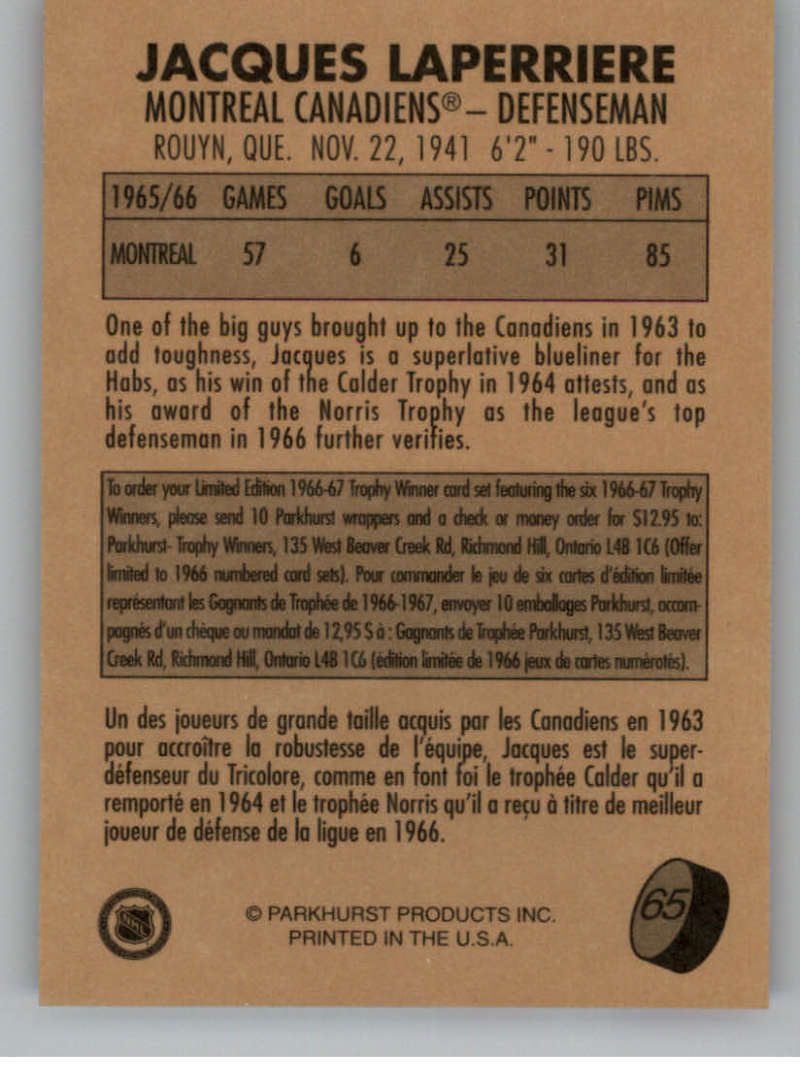 JACQUES LAPERRIERE
MONTREAL CANADIENS® – DEFENSEMAN
ROUYN, QUE. NOV. 22, 1941 6'2" - 190 LBS.
1965/66 GAMES GOALS ASSISTS POINTS PIMS
MONTREAL 57 6 25 31 85
One of the big guys brought up to the Canadiens in 1963 to
add toughness, Jacques is a superlative blueliner for the
Habs, as his win of the Calder Trophy in 1964 attests, and as
his award of the Norris Trophy as the league's top
defenseman in 1966 further verifies.
To order your Limited Edition 1966-67 Trophy Winner card set featuring the six 1966-67 Trophy
Winners, please send 10 Parkhurst wrappers and a check or money order for $12.95 to:
Parkhurst- Trophy Winners, 135 West Beaver Creek Rd, Richmond Hill, Ontario L4B 1C6 (Offer
limited to 1966 numbered card sets). Pour commander le jeu de six cartes d'édition limitée
représentant les Gagnants de Trophée de 1966-1967, envoyer 10 emballages Parkhurst, accom-
pagnés d'un chèque ou mandat de 12,95 $ à : Gagnants de Trophée Parkhurst, 135 West Beaver
Creek Rd, Richmond Hill, Ontario L4B 1C6 (édition limitée de 1966 jeux de cartes numérotés).
Un des joueurs de grande taille acquis par les Canadiens en 1963
pour accroître la robustesse de l'équipe, Jacques est le super-
défenseur du Tricolore, comme en font foi le trophée Calder qu'il a
remporté en 1964 et le trophée Norris qu'il a reçu à titre de meilleur
joueur de défense de la ligue en 1966.
65
NHL
© PARKHURST PRODUCTS INC.
PRINTED IN THE U.S.A.